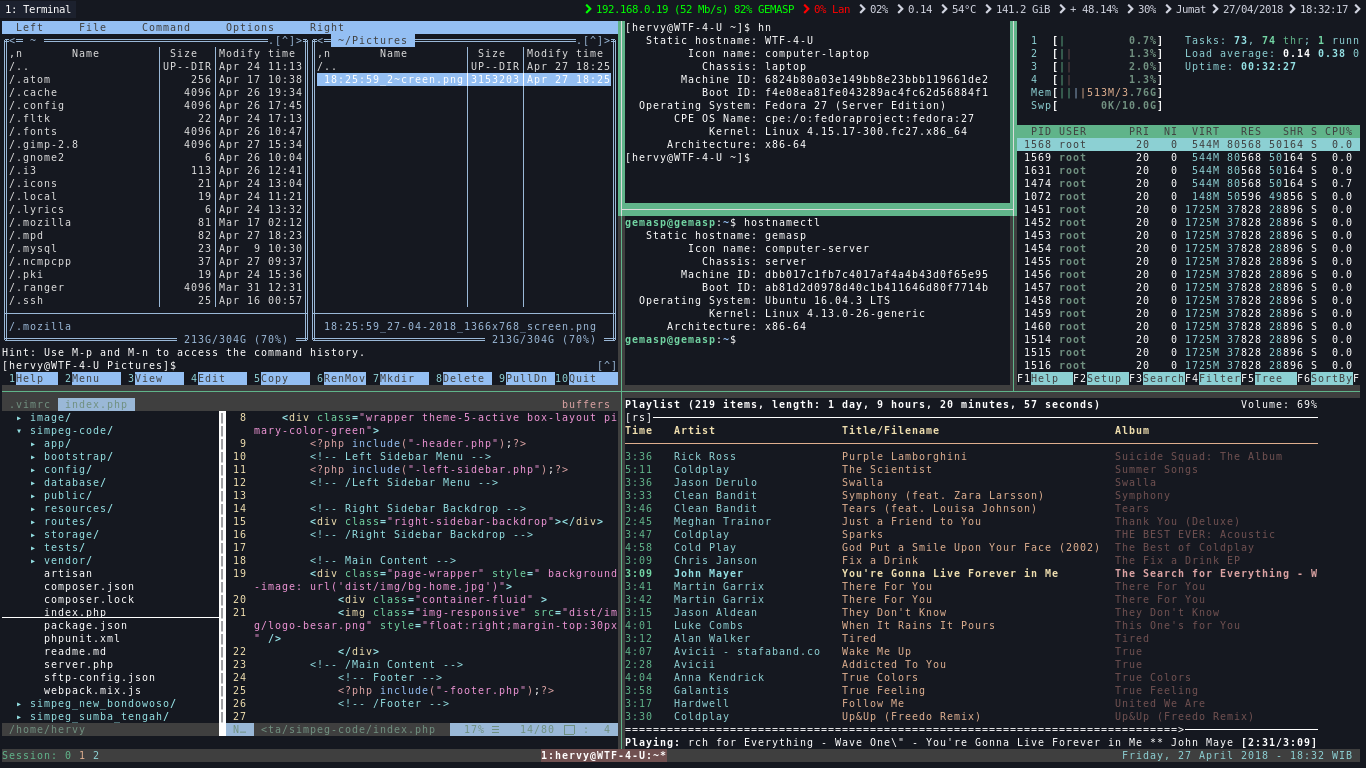 1: Terminal
192.168.0.19 (52 Mb/s) 82% GEMASP 0% Lan 02% 0.14 54°C 141.2 GiB + 48.14% 30% Jumat 27/04/2018 18:32:17
Left File Command Options Right
<= ~ .[^]>
,n Name Size Modify time
/.. UP--DIR Apr 24 11:13
/.atom 256 Apr 17 10:38
/.cache 4096 Apr 26 19:34
/.config 4096 Apr 26 17:45
/.fltk 22 Apr 24 17:13
/.fonts 4096 Apr 26 10:47
/.gimp-2.8 4096 Apr 27 15:34
/.gnome2 6 Apr 26 10:04
/.i3 113 Apr 26 12:41
/.icons 21 Apr 24 13:04
/.local 19 Apr 24 11:21
/.lyrics 6 Apr 24 13:32
/.mozilla 81 Mar 17 02:12
/.mpd 82 Apr 27 18:23
/.mysql 23 Apr  9 10:30
/.ncmpcpp 37 Apr 27 09:37
/.pki 19 Apr 24 15:36
/.ranger 4096 Mar 31 12:31
/.ssh 25 Apr 16 00:57
/.mozilla
213G/304G (70%)
<= ~/Pictures .[^]>
,n Name Size Modify time
/.. UP--DIR Apr 27 18:25
18:25:59_2~creen.png 3153203 Apr 27 18:25
18:25:59_27-04-2018_1366x768_screen.png
213G/304G (70%)
Hint: Use M-p and M-n to access the command history.
[hervy@WTF-4-U Pictures]$ [^]
1Help 2Menu 3View 4Edit 5Copy 6RenMov 7Mkdir 8Delete 9PullDn 10Quit
[hervy@WTF-4-U ~]$ hn
Static hostname: WTF-4-U
Icon name: computer-laptop
Chassis: laptop
Machine ID: 6824b80a03e149bb8e23bbb119661de2
Boot ID: f4e08ea81fe043289ac4fc62d56884f1
Operating System: Fedora 27 (Server Edition)
CPE OS Name: cpe:/o:fedoraproject:fedora:27
Kernel: Linux 4.15.17-300.fc27.x86_64
Architecture: x86-64
[hervy@WTF-4-U ~]$
gemasp@gemasp:~$ hostnamectl
Static hostname: gemasp
Icon name: computer-server
Chassis: server
Machine ID: dbb017c1fb7c4017af4a4b43d0f65e95
Boot ID: ab81d2d0978d40c1b411646d80f7714b
Operating System: Ubuntu 16.04.3 LTS
Kernel: Linux 4.13.0-26-generic
Architecture: x86-64
gemasp@gemasp:~$
1 [| 0.7%] Tasks: 73, 74 thr; 1 runn
2 [|| 1.3%] Load average: 0.14 0.38 0
3 [|| 2.0%] Uptime: 00:32:27
4 [|| 1.3%]
Mem[||||513M/3.76G]
Swp[ 0K/10.0G]
PID USER PRI NI VIRT RES SHR S CPU%
1568 root 20 0 544M 80568 50164 S 0.0
1569 root 20 0 544M 80568 50164 S 0.0
1631 root 20 0 544M 80568 50164 S 0.0
1474 root 20 0 544M 80568 50164 S 0.7
1072 root 20 0 148M 50596 49856 S 0.0
1451 root 20 0 1725M 37828 28896 S 0.0
1452 root 20 0 1725M 37828 28896 S 0.0
1453 root 20 0 1725M 37828 28896 S 0.0
1454 root 20 0 1725M 37828 28896 S 0.0
1455 root 20 0 1725M 37828 28896 S 0.0
1456 root 20 0 1725M 37828 28896 S 0.0
1457 root 20 0 1725M 37828 28896 S 0.0
1458 root 20 0 1725M 37828 28896 S 0.0
1459 root 20 0 1725M 37828 28896 S 0.0
1460 root 20 0 1725M 37828 28896 S 0.0
1514 root 20 0 1725M 37828 28896 S 0.0
1515 root 20 0 1725M 37828 28896 S 0.0
1516 root 20 0 1725M 37828 28896 S 0.0
F1Help F2Setup F3SearchF4FilterF5Tree F6SortByF
.vimrc index.php buffers
▸ image/
▾ simpeg-code/
▸ app/
▸ bootstrap/
▸ config/
▸ database/
▸ public/
▸ resources/
▸ routes/
▸ storage/
▸ tests/
▸ vendor/
artisan
composer.json
composer.lock
index.php
package.json
phpunit.xml
readme.md
server.php
sftp-config.json
webpack.mix.js
▸ simpeg_new_bondowoso/
▸ simpeg_sumba_tengah/
/home/hervy
8 <div class="wrapper theme-5-active box-layout pi
mary-color-green">
9 <?php include("-header.php");?>
10 <!-- Left Sidebar Menu -->
11 <?php include("-left-sidebar.php");?>
12 <!-- /Left Sidebar Menu -->
13
14 <!-- Right Sidebar Backdrop -->
15 <div class="right-sidebar-backdrop"></div>
16 <!-- /Right Sidebar Backdrop -->
17
18 <!-- Main Content -->
19 <div class="page-wrapper" style=" background
-image: url('dist/img/bg-home.jpg')">
20 <div class="container-fluid" >
21 <img class="img-responsive" src="dist/im
g/logo-besar.png" style="float:right;margin-top:30px
" />
22 </div>
23 <!-- /Main Content -->
24 <!-- Footer -->
25 <?php include("-footer.php");?>
26 <!-- /Footer -->
27
N… <ta/simpeg-code/index.php 17% ☰ 14/80 : 4
Playlist (219 items, length: 1 day, 9 hours, 20 minutes, 57 seconds) Volume: 69%
[rs]
Time Artist Title/Filename Album
3:36 Rick Ross Purple Lamborghini Suicide Squad: The Album
5:11 Coldplay The Scientist Summer Songs
3:36 Jason Derulo Swalla Swalla
3:33 Clean Bandit Symphony (feat. Zara Larsson) Symphony
3:46 Clean Bandit Tears (feat. Louisa Johnson) Tears
2:45 Meghan Trainor Just a Friend to You Thank You (Deluxe)
3:47 Coldplay Sparks THE BEST EVER: Acoustic
4:58 Cold Play God Put a Smile Upon Your Face (2002) The Best of Coldplay
3:09 Chris Janson Fix a Drink The Fix a Drink EP
3:09 John Mayer You're Gonna Live Forever in Me The Search for Everything - W
3:41 Martin Garrix There For You There For You
3:42 Martin Garrix There For You There For You
3:15 Jason Aldean They Don't Know They Don't Know
4:01 Luke Combs When It Rains It Pours This One's for You
3:12 Alan Walker Tired Tired
4:07 Avicii - stafaband.co Wake Me Up True
2:28 Avicii Addicted To You True
4:04 Anna Kendrick True Colors True Colors
3:58 Galantis True Feeling True Feeling
3:17 Hardwell Follow Me United We Are
3:30 Coldplay Up&Up (Freedo Remix) Up&Up (Freedo Remix)
Playing: rch for Everything - Wave One\" - You're Gonna Live Forever in Me ** John Maye [2:31/3:09]
Session: 0 1 2 1:hervy@WTF-4-U:~* Friday, 27 April 2018 - 18:32 WIB